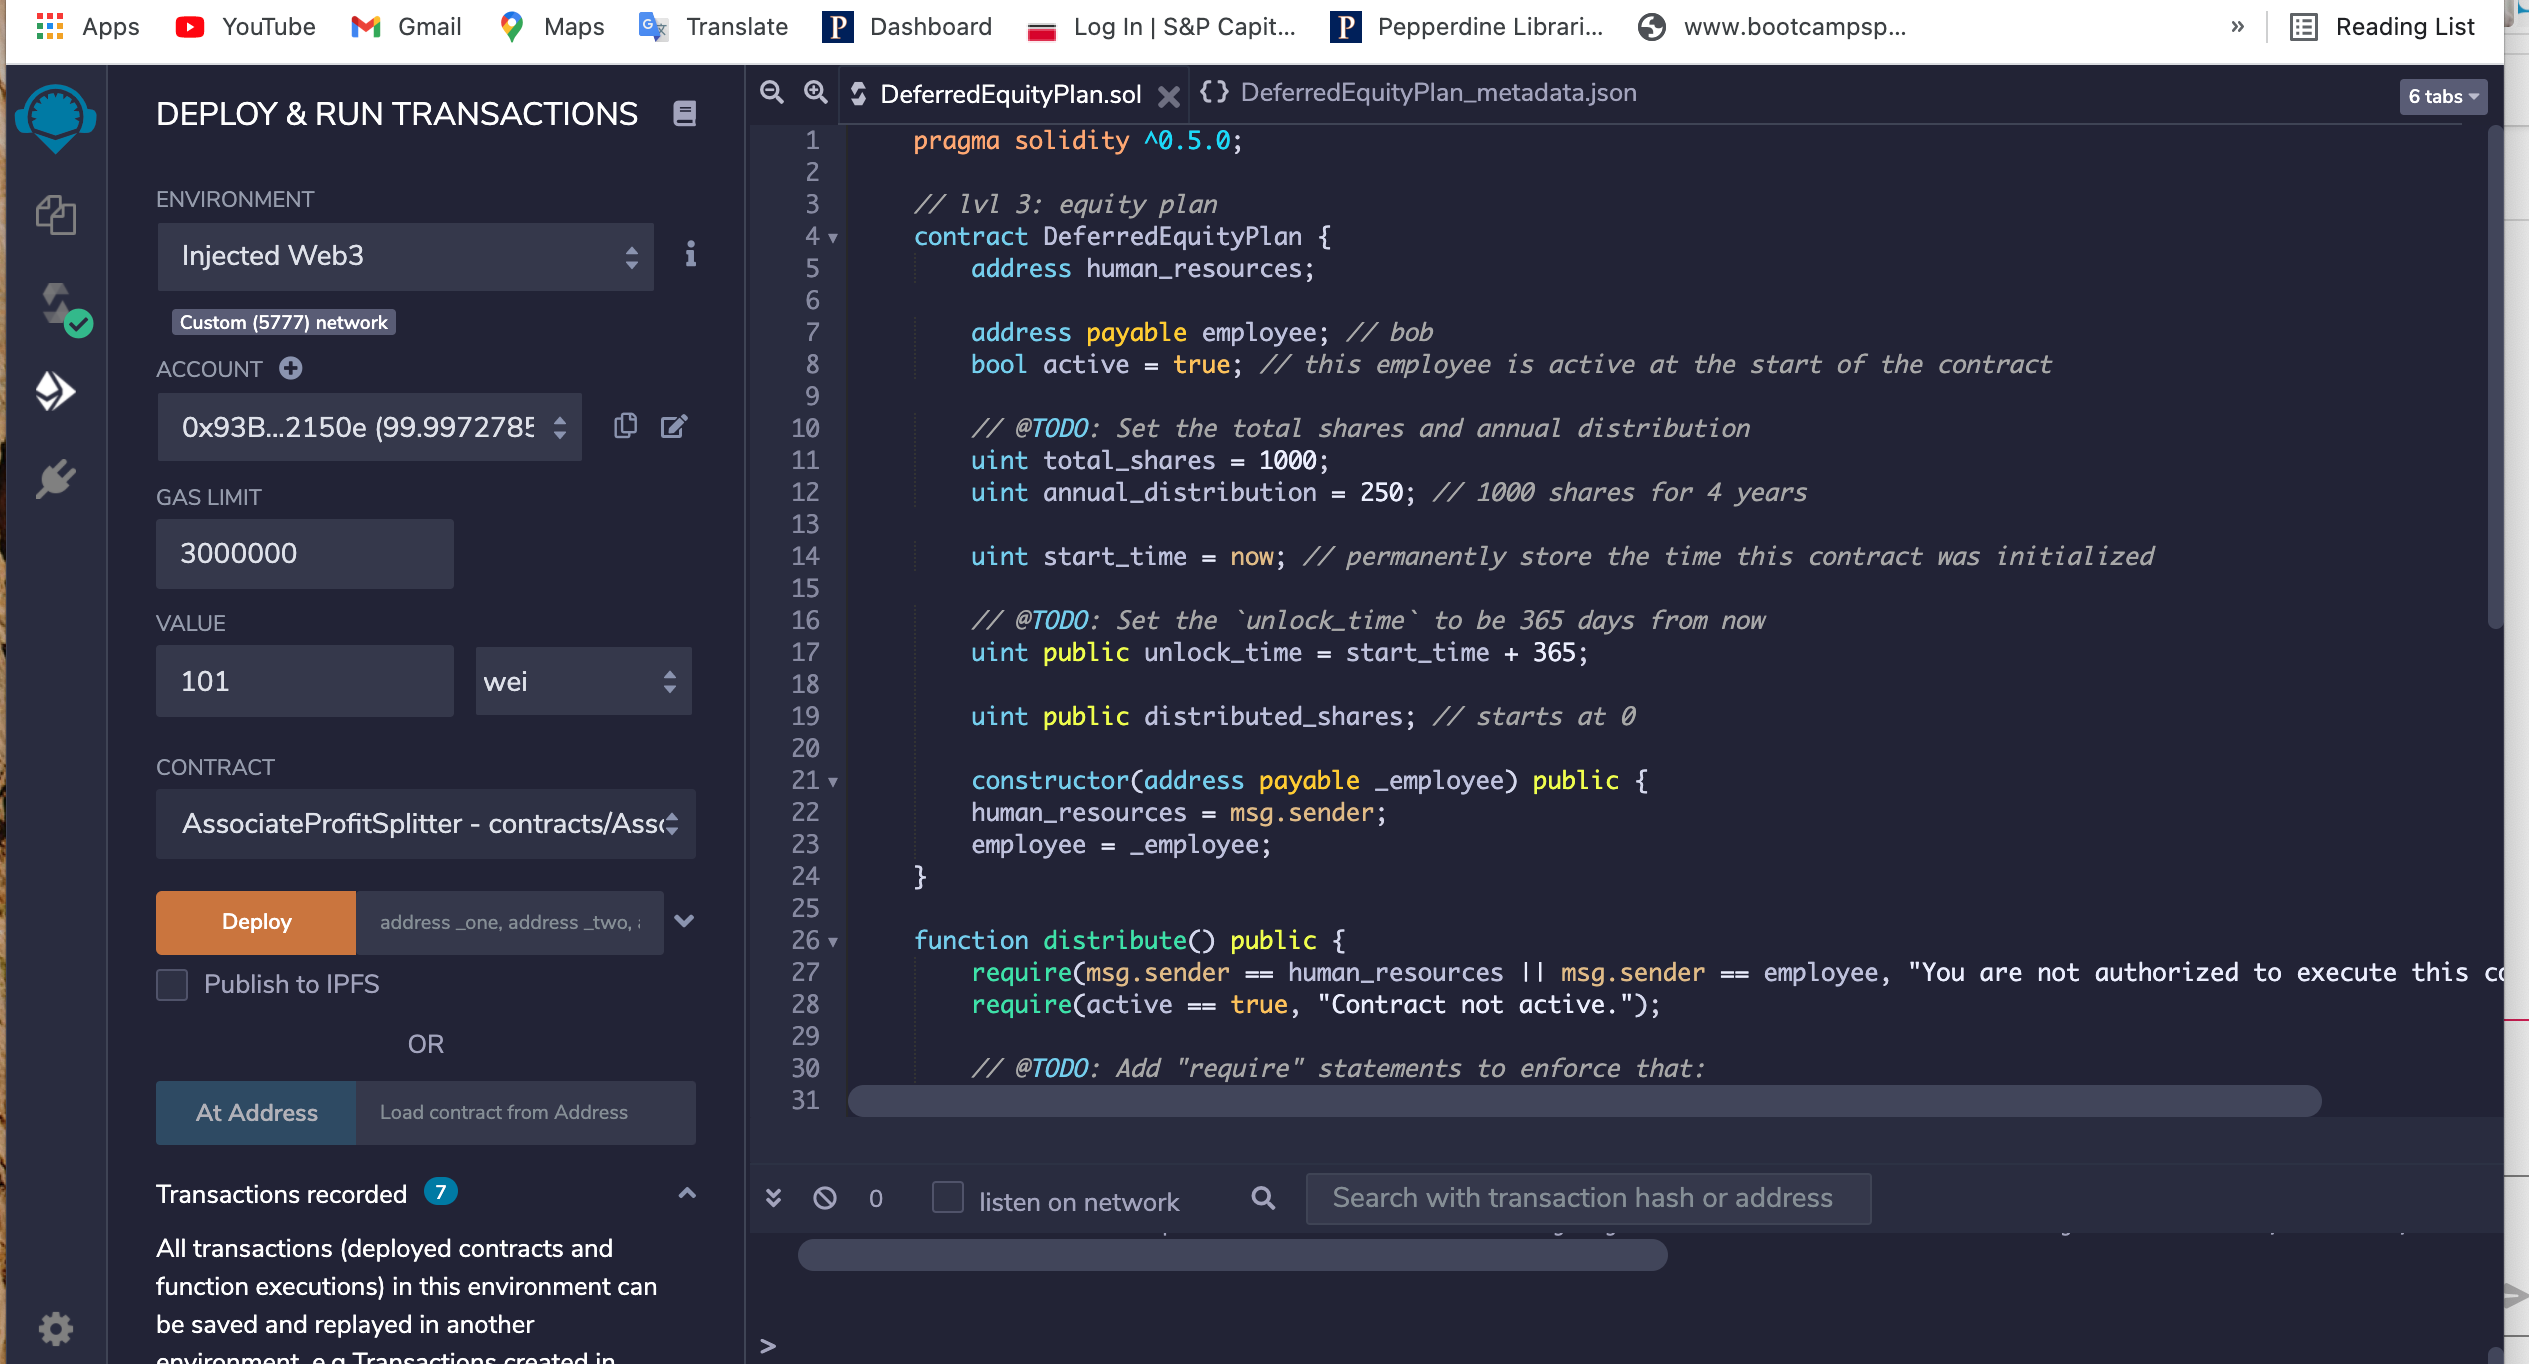 Apps YouTube Gmail Maps Translate Dashboard Log In | S&P Capit... Pepperdine Librari... www.bootcampsp... » Reading List
DEPLOY & RUN TRANSACTIONS
ENVIRONMENT
Injected Web3
Custom (5777) network
ACCOUNT
0x93B...2150e (99.9972785
GAS LIMIT
3000000
VALUE
101 wei
CONTRACT
AssociateProfitSplitter - contracts/Asso
Deploy address _one, address _two,
Publish to IPFS
OR
At Address Load contract from Address
Transactions recorded 7
All transactions (deployed contracts and
function executions) in this environment can
be saved and replayed in another
environment. e.g Transactions created in
DeferredEquityPlan.sol DeferredEquityPlan_metadata.json 6 tabs
1 pragma solidity ^0.5.0;
2
3 // lvl 3: equity plan
4 contract DeferredEquityPlan {
5 address human_resources;
6
7 address payable employee; // bob
8 bool active = true; // this employee is active at the start of the contract
9
10 // @TODO: Set the total shares and annual distribution
11 uint total_shares = 1000;
12 uint annual_distribution = 250; // 1000 shares for 4 years
13
14 uint start_time = now; // permanently store the time this contract was initialized
15
16 // @TODO: Set the `unlock_time` to be 365 days from now
17 uint public unlock_time = start_time + 365;
18
19 uint public distributed_shares; // starts at 0
20
21 constructor(address payable _employee) public {
22 human_resources = msg.sender;
23 employee = _employee;
24 }
25
26 function distribute() public {
27 require(msg.sender == human_resources || msg.sender == employee, "You are not authorized to execute this co
28 require(active == true, "Contract not active.");
29
30 // @TODO: Add "require" statements to enforce that:
31
0 listen on network Search with transaction hash or address
>